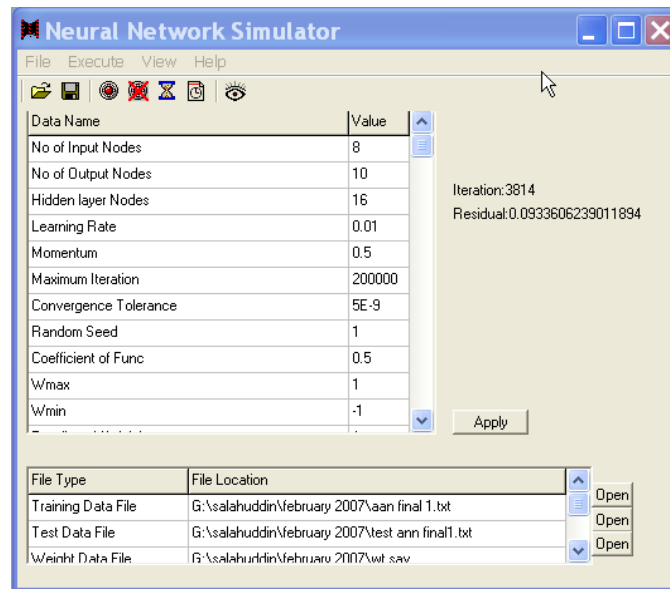 Neural Network Simulator
File Execute View Help
Data Name Value
No of Input Nodes 8
No of Output Nodes 10
Hidden layer Nodes 16
Learning Rate 0.01
Momentum 0.5
Maximum Iteration 200000
Convergence Tolerance 5E-9
Random Seed 1
Coefficient of Func 0.5
Wmax 1
Wmin -1
Iteration:3814
Residual:0.0933606239011894
Apply
File Type File Location
Training Data File G:\salahuddin\february 2007\aan final 1.txt
Open
Test Data File G:\salahuddin\february 2007\test ann final1.txt
Open
Weight Data File G:\salahuddin\february 2007\wt.sav
Open